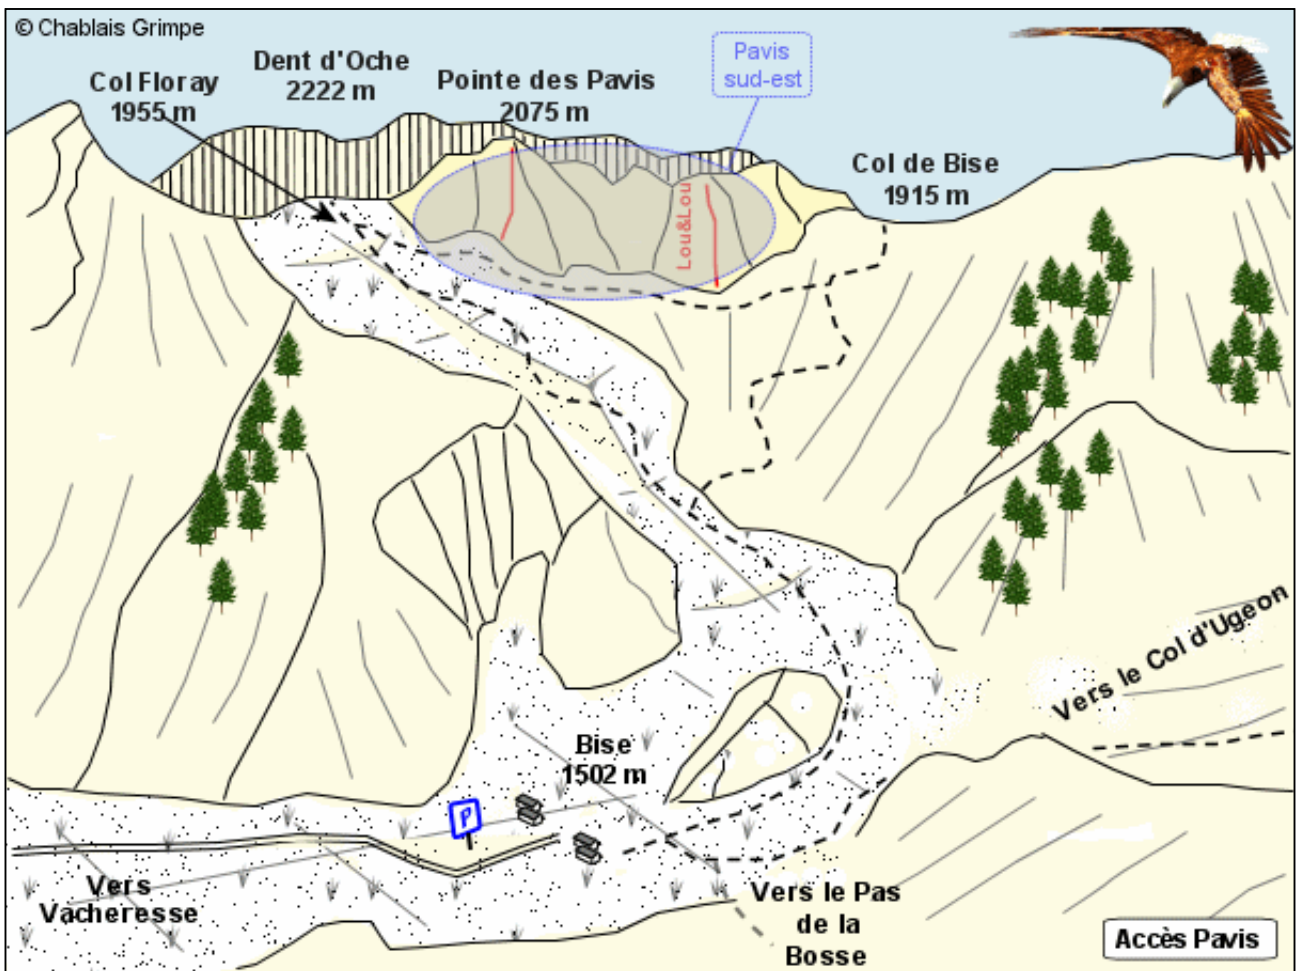 © Chablais Grimpe
Dent d'Oche
2222 m
Col Floray
1955 m
Pointe des Pavis
2075 m
Pavis
sud-est
Col de Bise
1915 m
Lou&Lou
Vers le Col d'Ugeon
Bise
1502 m
P
Vers
Vacheresse
Vers le Pas
de la
Bosse
Accès Pavis